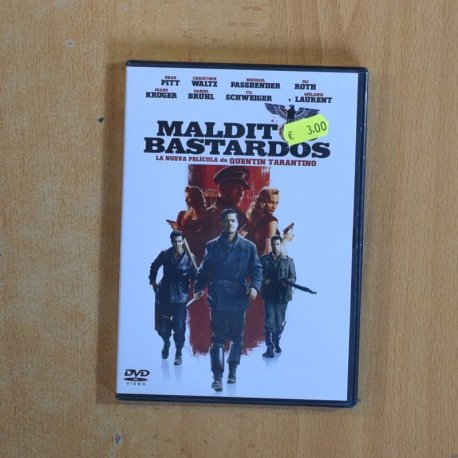 BRAD CHRISTOPH MICHAEL ELI
PITT WALTZ FASSBENDER ROTH
DIANE DANIEL TIL MÉLANIE
KRUGER BRÜHL SCHWEIGER Y LAURENT
MALDITOS
€ 3,00
BASTARDOS
LA NUEVA PELÍCULA de QUENTIN TARANTINO
DVD
VIDEO